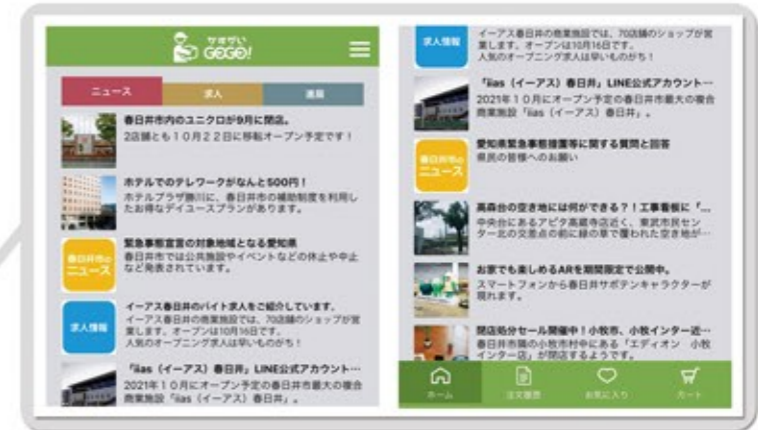 かすがい
GOGO!
ニュース
求人
進展
春日井市内のユニクロが9月に閉店。
2店舗とも10月22日に移転オープン予定です!
ホテルでのテレワークがなんと500円!
ホテルプラザ勝川に、春日井市の補助制度を利用し
たお得なデイユースプランがあります。
春日井市の
ニュース
緊急事態宣言の対象地域となる愛知県
春日井市では公共施設やイベントなどの休止や中止
など発表されています。
求人情報
イーアス春日井のバイト求人をご紹介しています。
イーアス春日井の商業施設では、70店舗のショップが営
業します。オープンは10月16日です。
人気のオープニング求人は早いものがち!
「iias(イーアス)春日井」LINE公式アカウント…
2021年10月にオープン予定の春日井市最大の複合
商業施設「iias(イーアス)春日井」。
求人情報
イーアス春日井の商業施設では、70店舗のショップが営
業します。オープンは10月16日です。
人気のオープニング求人は早いものがち!
「iias(イーアス)春日井」LINE公式アカウント…
2021年10月にオープン予定の春日井市最大の複合
商業施設「iias(イーアス)春日井」。
春日井市の
ニュース
愛知県緊急事態措置等に関する質問と回答
県民の皆様へのお願い
高森台の空き地には何ができる?!工事看板に「…
中央台にあるアピタ高蔵寺店近く、東武市民セン
ター北の交差点の前に緑の草で覆われた空き地が…
お家でも楽しめるARを期間限定で公開中。
スマートフォンから春日井サボテンキャラクターが
現れます。
閉店処分セール開催中!小牧市、小牧インター近…
春日井市隣の小牧市村中にある「エディオン 小牧
インター店」が閉店するようです。
ホーム
注文履歴
お気に入り
カート